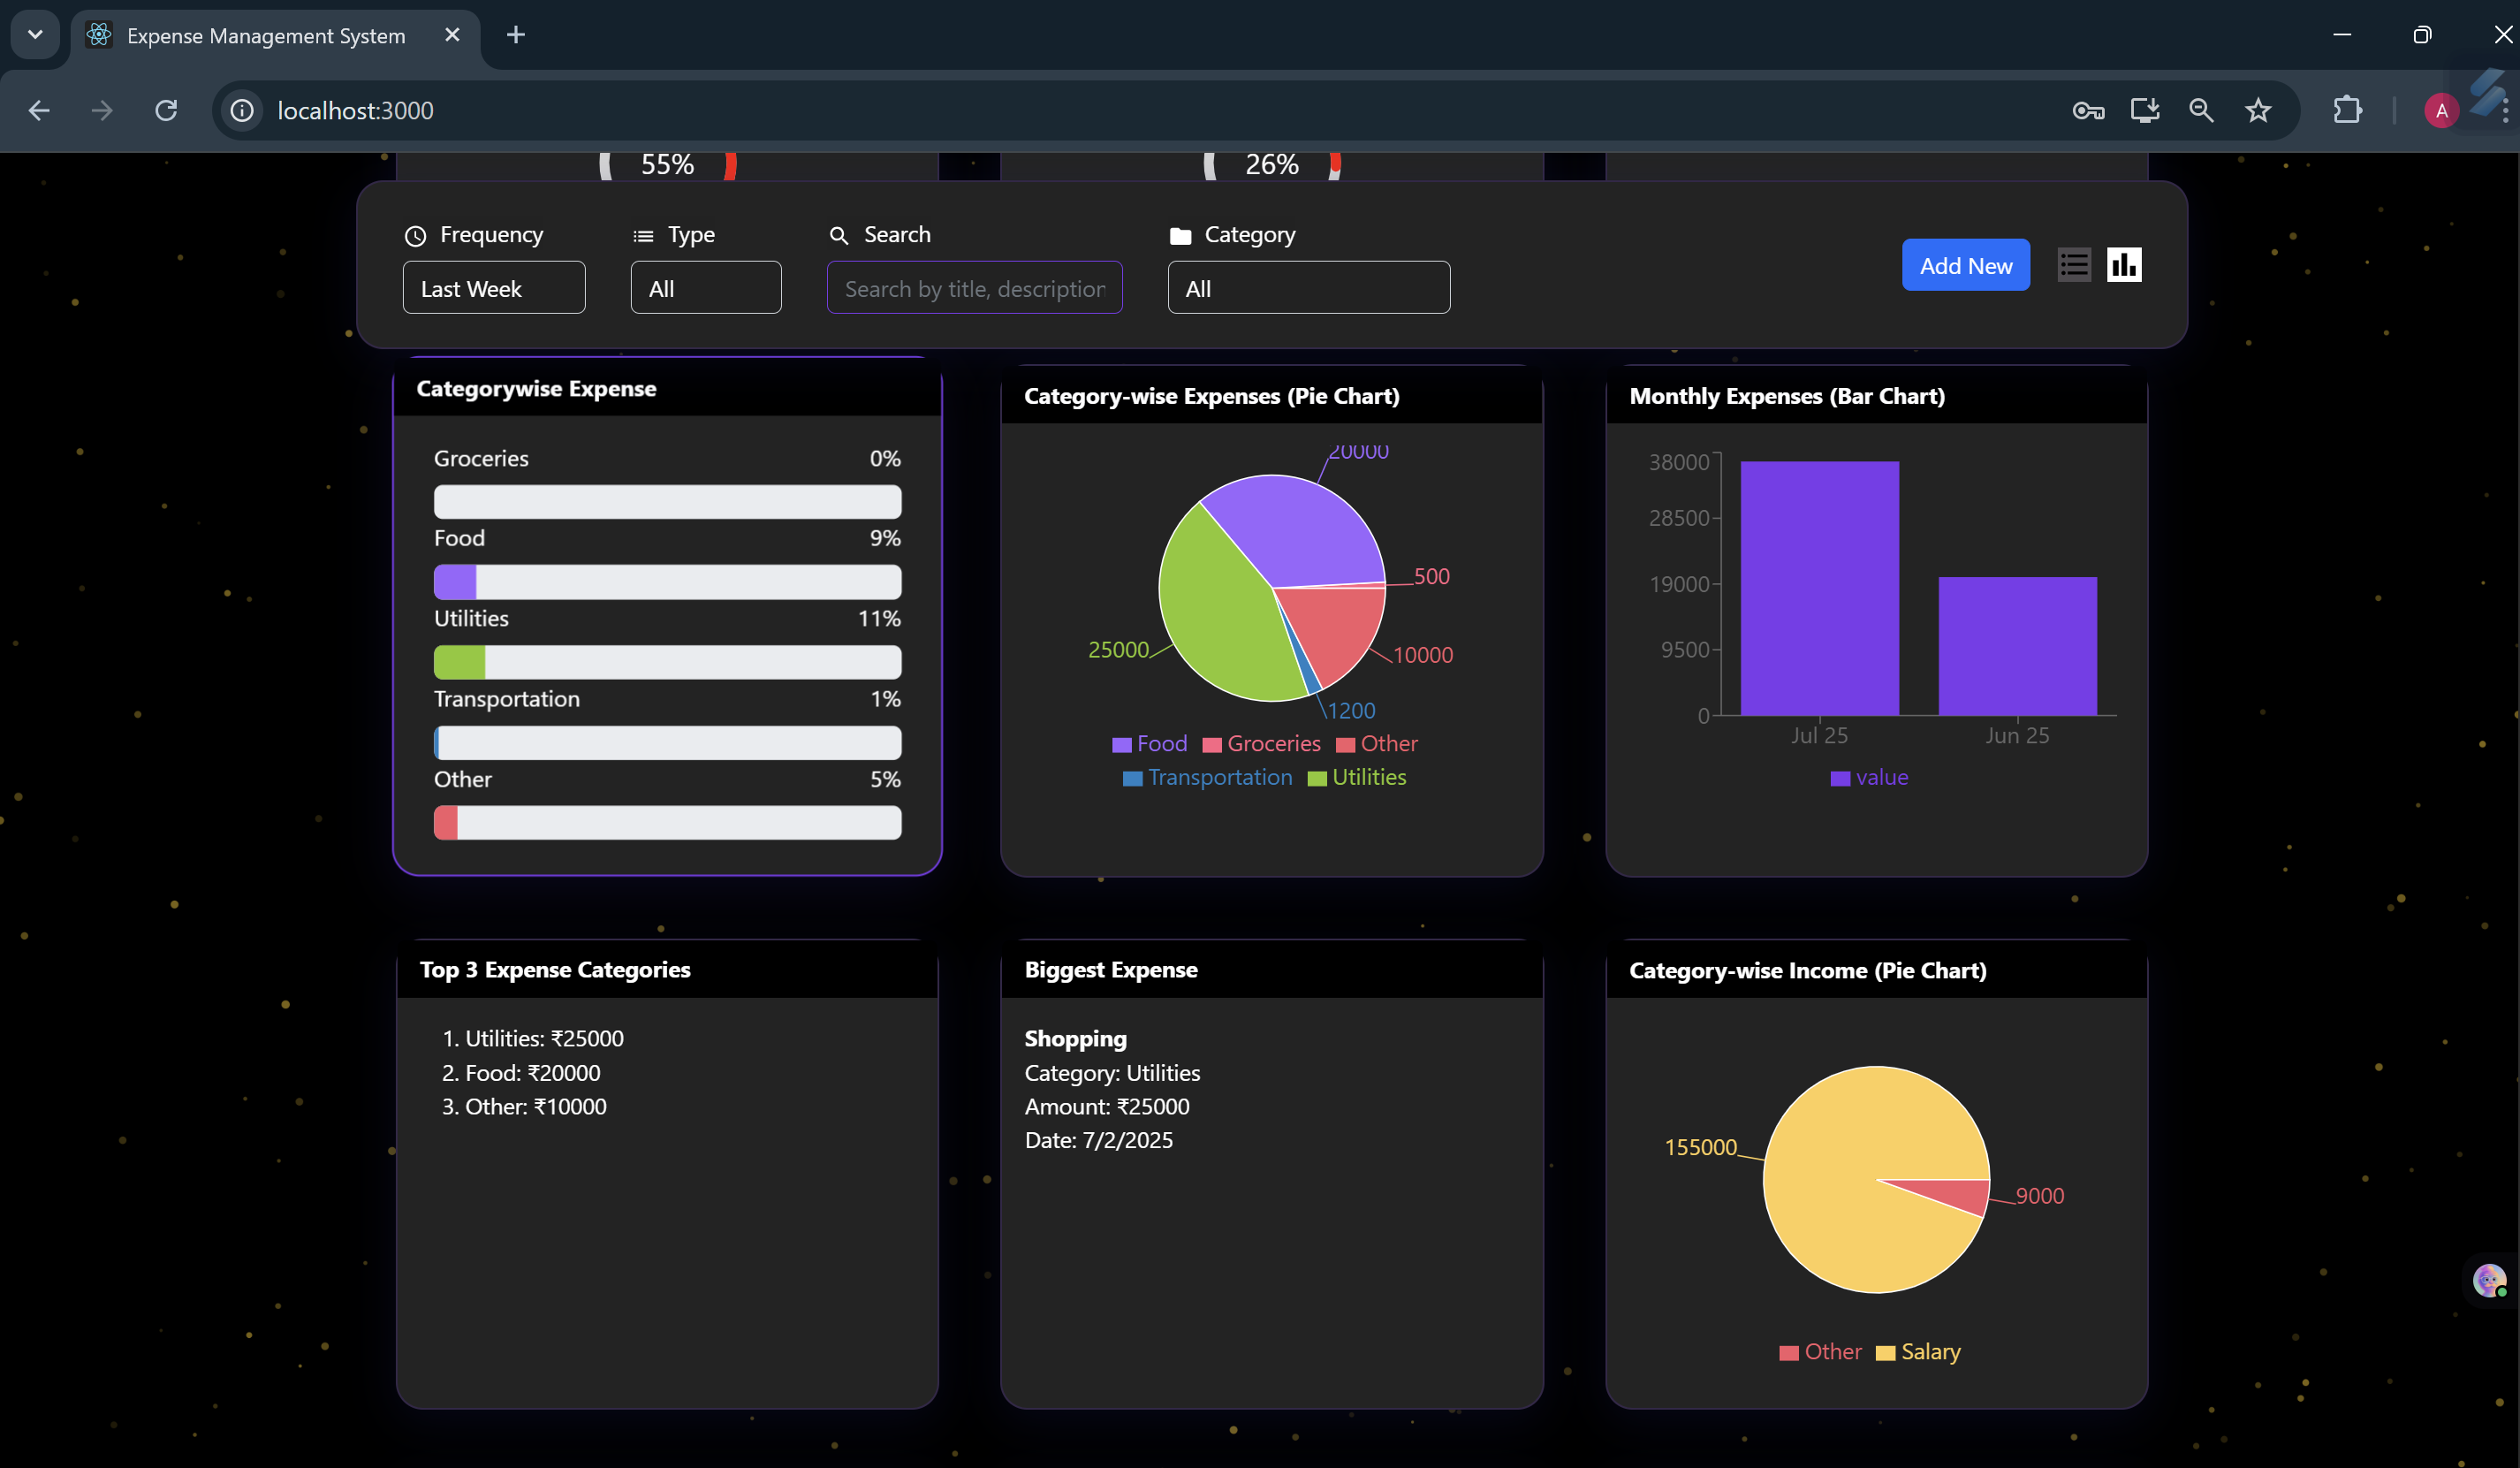 Expense Management System
localhost:3000
A
55%
26%
Frequency
Type
Search
Category
Last Week
All
Search by title, description
All
Add New
Categorywise Expense
Groceries 0%
Food 9%
Utilities 11%
Transportation 1%
Other 5%
Category-wise Expenses (Pie Chart)
20000
500
25000
10000
1200
Food Groceries Other
Transportation Utilities
Monthly Expenses (Bar Chart)
38000
28500
19000
9500
0
Jul 25 Jun 25
value
Top 3 Expense Categories
1. Utilities: ₹25000
2. Food: ₹20000
3. Other: ₹10000
Biggest Expense
Shopping
Category: Utilities
Amount: ₹25000
Date: 7/2/2025
Category-wise Income (Pie Chart)
155000
9000
Other Salary